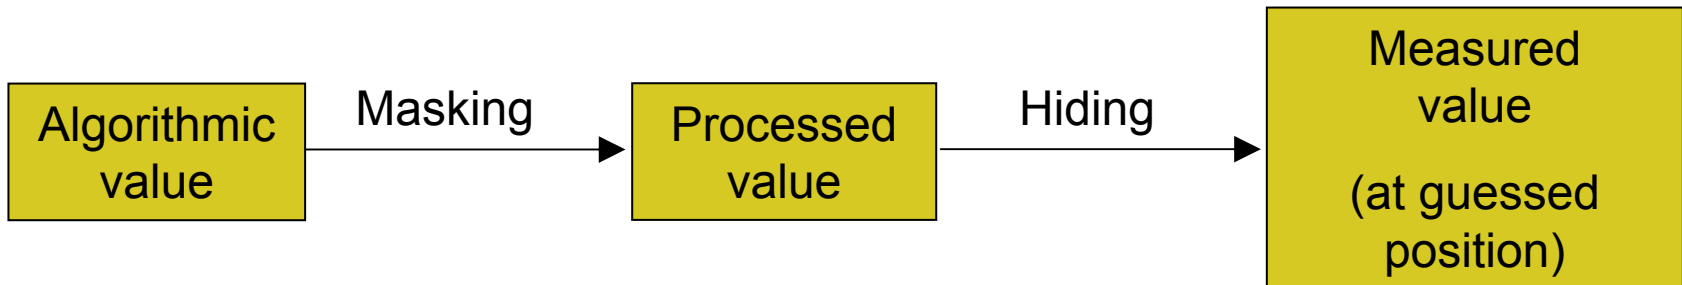 Algorithmic
value
Masking
Processed
value
Hiding
Measured
value
(at guessed
position)